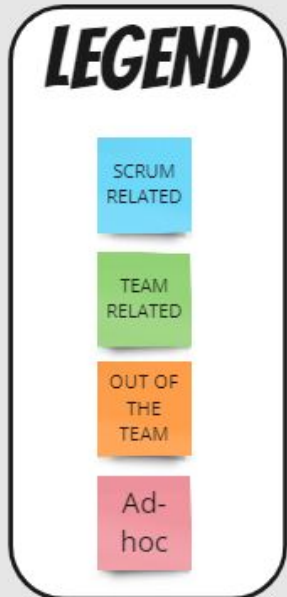 LEGEND
SCRUM
RELATED
TEAM
RELATED
OUT OF
THE
TEAM
Ad-
hoc